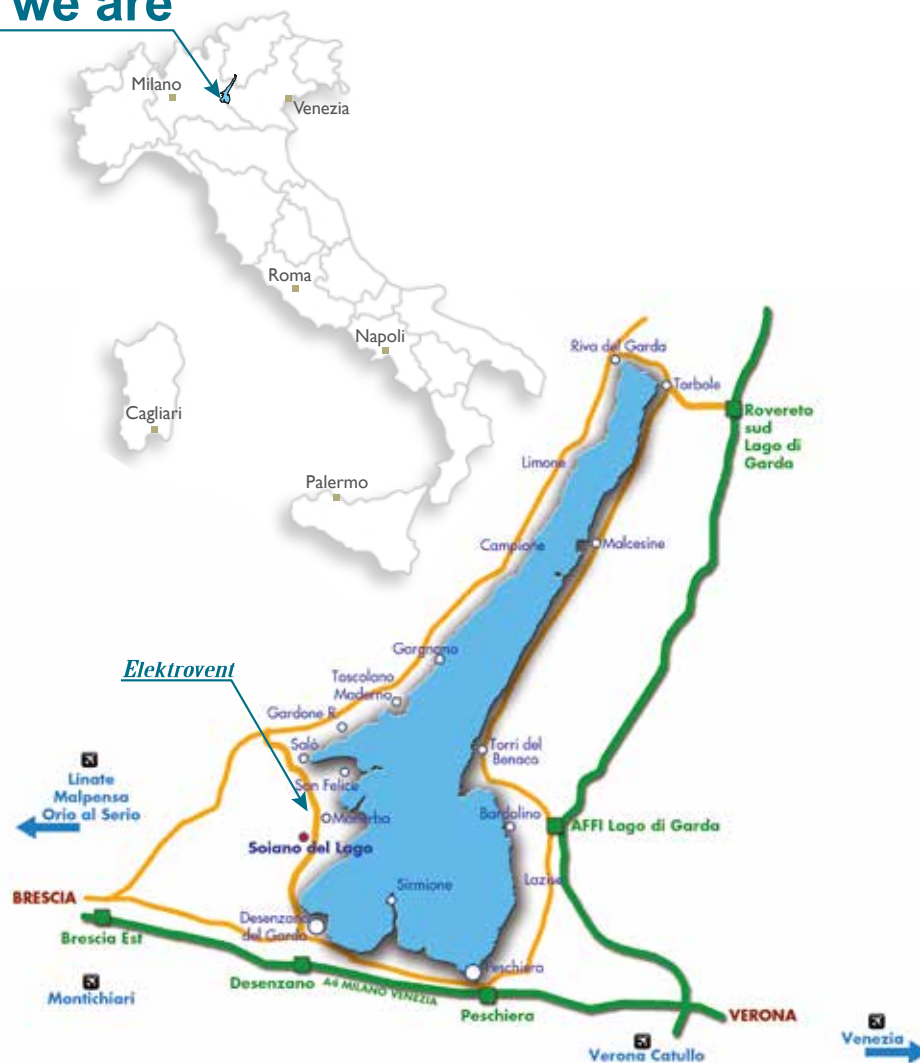 we are
Milano
Venezia
Roma
Napoli
Cagliari
Palermo
Riva del Garda
Torbole
Rovereto
sud
Lago di
Garda
Limone
Campione
Malcesine
Gargnano
Elektrovent
Toscolano
Maderno
Gardone R.
Salò
Torri del
Benaco
San Felice
Linate
Malpensa
Orio al Serio
Manerba
Bardolino
AFFI Lago di Garda
Soiano del Lago
Lazise
Sirmione
BRESCIA
Desenzano
del Garda
Brescia Est
Peschiera
Desenzano
A4 MILANO VENEZIA
Montichiari
Peschiera
VERONA
Verona Catullo
Venezia